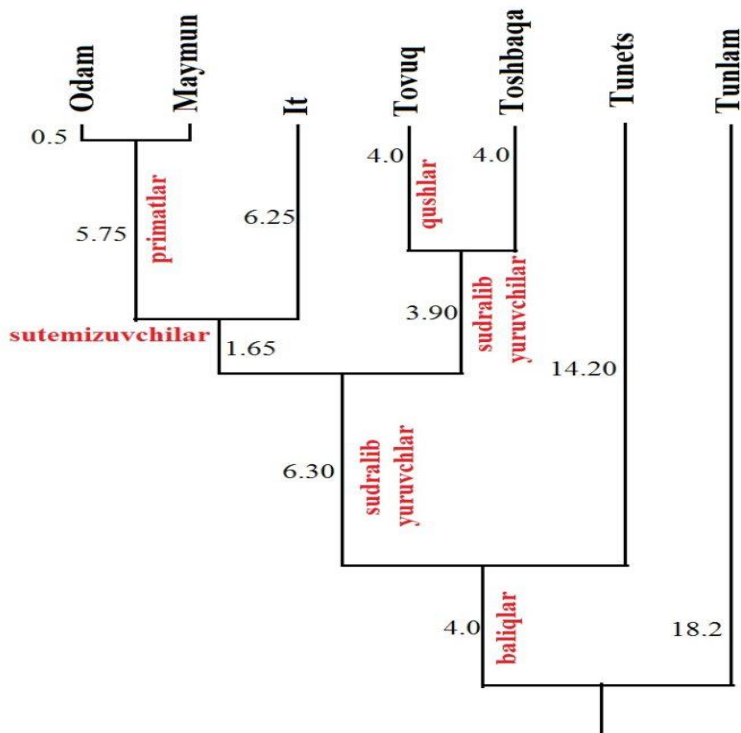 Odam
Maymun
It
Tovuq
Toshbaqa
Tunets
Tunlam
0.5
4.0
4.0
qushlar
primatlar
5.75
6.25
3.90
sudralib
yuruvchilar
sutemizuvchilar
1.65
14.20
6.30
sudralib
yuruvchlar
4.0
baliqlar
18.2